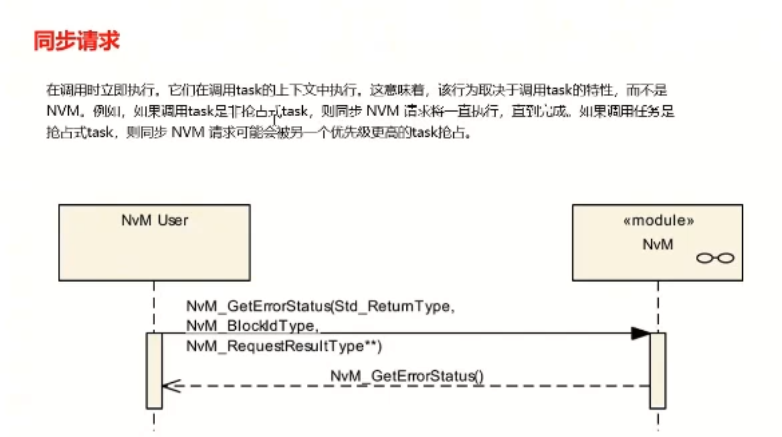 同步请求
在调用时立即执行。它们在调用task的上下文中执行。这意味着，该行为取决于调用task的特性，而不是
NVM。例如，如果调用task是非抢占式task，则同步 NVM 请求将一直执行，直到完成。如果调用任务是
抢占式task，则同步 NVM 请求可能会被另一个优先级更高的task抢占。
NvM User
«module»
NvM
NvM_GetErrorStatus(Std_ReturnType,
NvM_BlockIdType,
NvM_RequestResultType**)
NvM_GetErrorStatus()